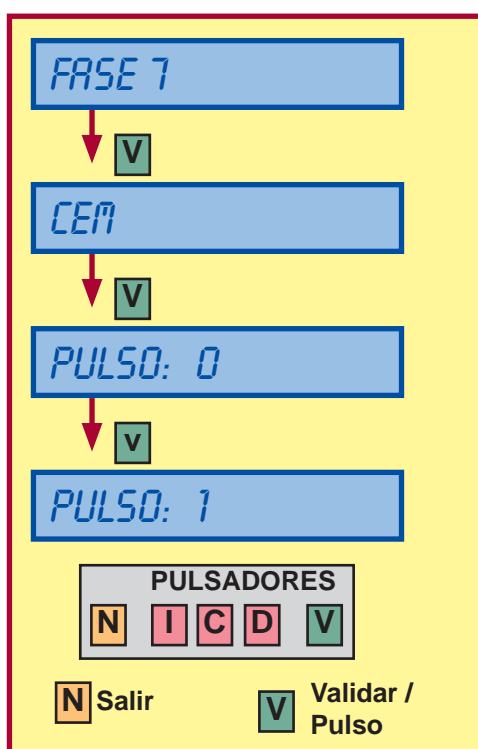 FASE 7
V
CEM
V
PULSO: 0
V
PULSO: 1
PULSADORES
N I C D V
N Salir
V Validar /
Pulso